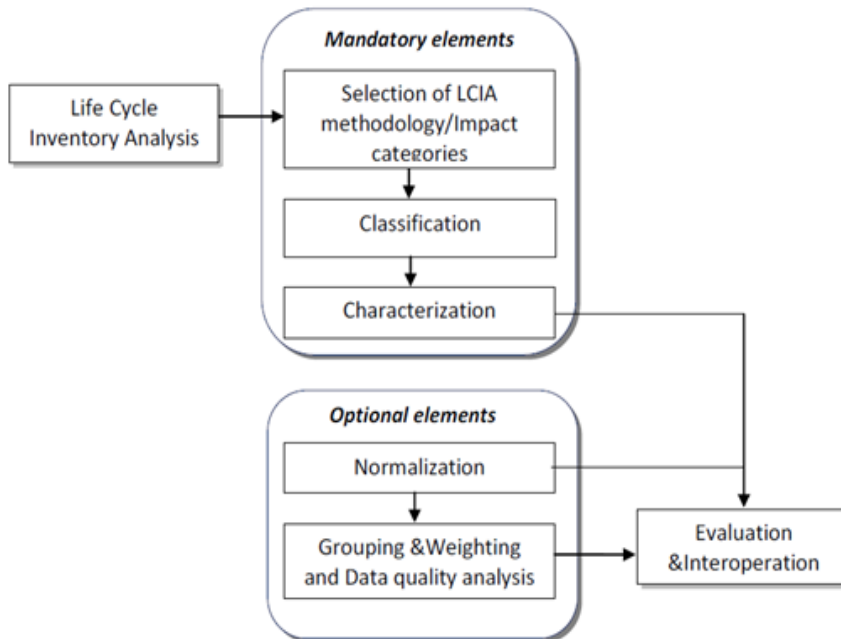 Mandatory elements
Life Cycle
Inventory Analysis
Selection of LCIA
methodology/Impact
categories
Classification
Characterization
Optional elements
Normalization
Grouping &Weighting
and Data quality analysis
Evaluation
&Interoperation